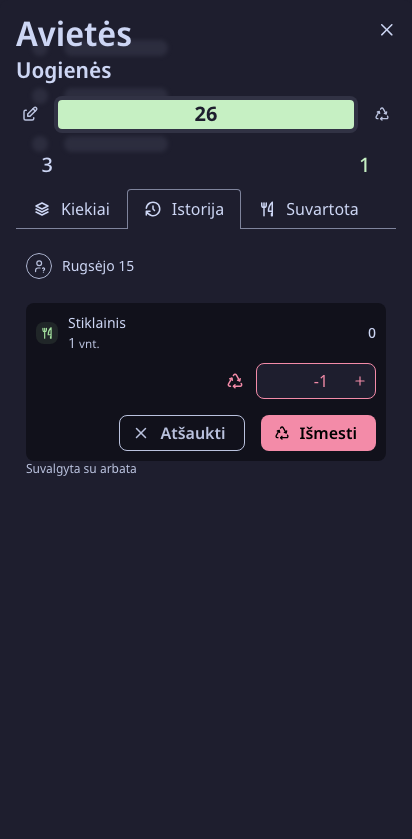 Avietės
Uogienės
26
3 1
Kiekiai Istorija Suvartota
Rugsėjo 15
Stiklainis
1 vnt.
0
-1 +
Atšaukti Išmesti
Suvalgyta su arbata